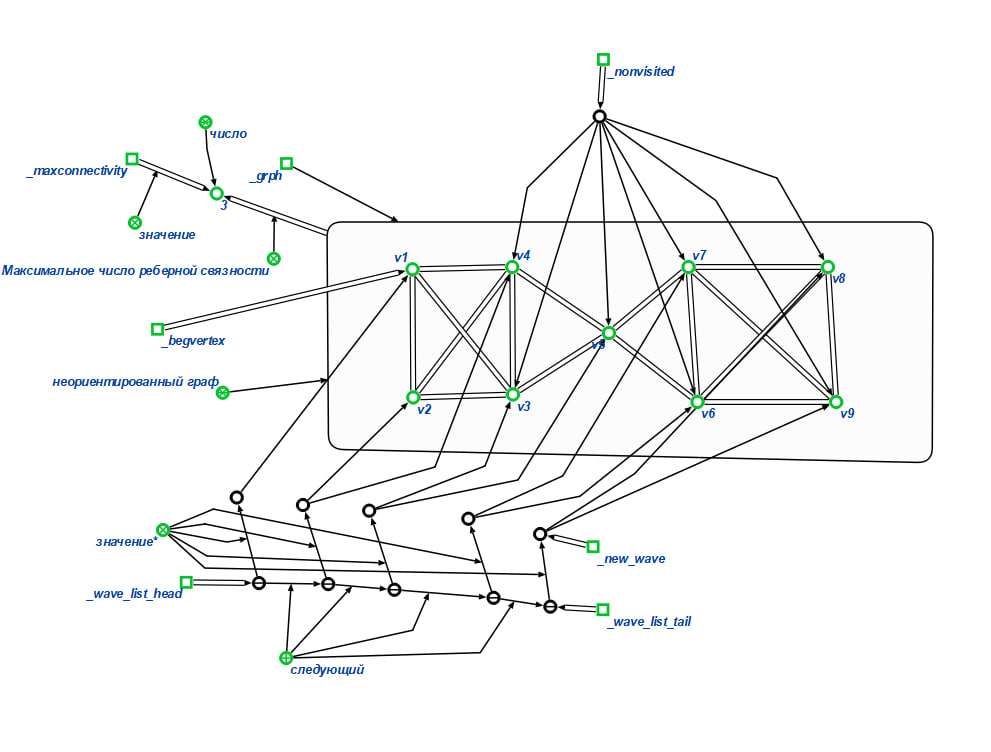 _nonvisited
число
_maxconnectivity
_grph
3
значение
Максимальное число реберной связности
v1
v4
v7
v8
_begvertex
v5
неориентированный граф
v2
v3
v6
v9
значение*
_new_wave
_wave_list_head
_wave_list_tail
следующий